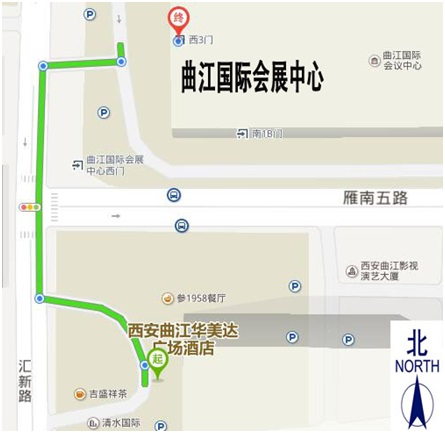 P
终
西3门
曲江国际会展中心
曲江国际
会议中心
P
南1B门
曲江国际会展
中心西门
P
雁南五路
西安曲江影视
演艺大厦
P
参1958餐厅
西安曲江华美达
广场酒店
起
P
P
北
NORTH
汇新路
吉盛祥茶
清水国际
P